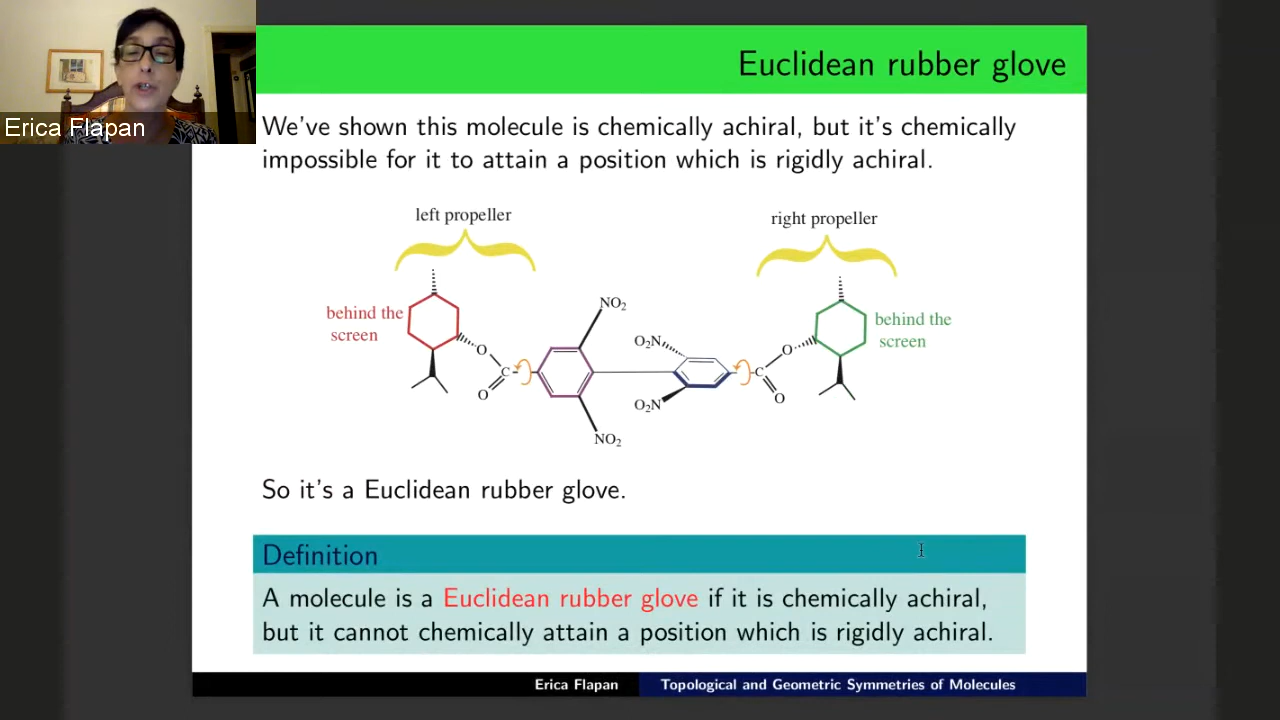 Euclidean rubber glove
Erica Flapan
We've shown this molecule is chemically achiral, but it's chemically
impossible for it to attain a position which is rigidly achiral.
left propeller
right propeller
behind the
screen
NO2
O2N
O
C
O
O2N
NO2
O
C
O
behind the
screen
So it's a Euclidean rubber glove.
Definition
A molecule is a Euclidean rubber glove if it is chemically achiral,
but it cannot chemically attain a position which is rigidly achiral.
Erica Flapan
Topological and Geometric Symmetries of Molecules